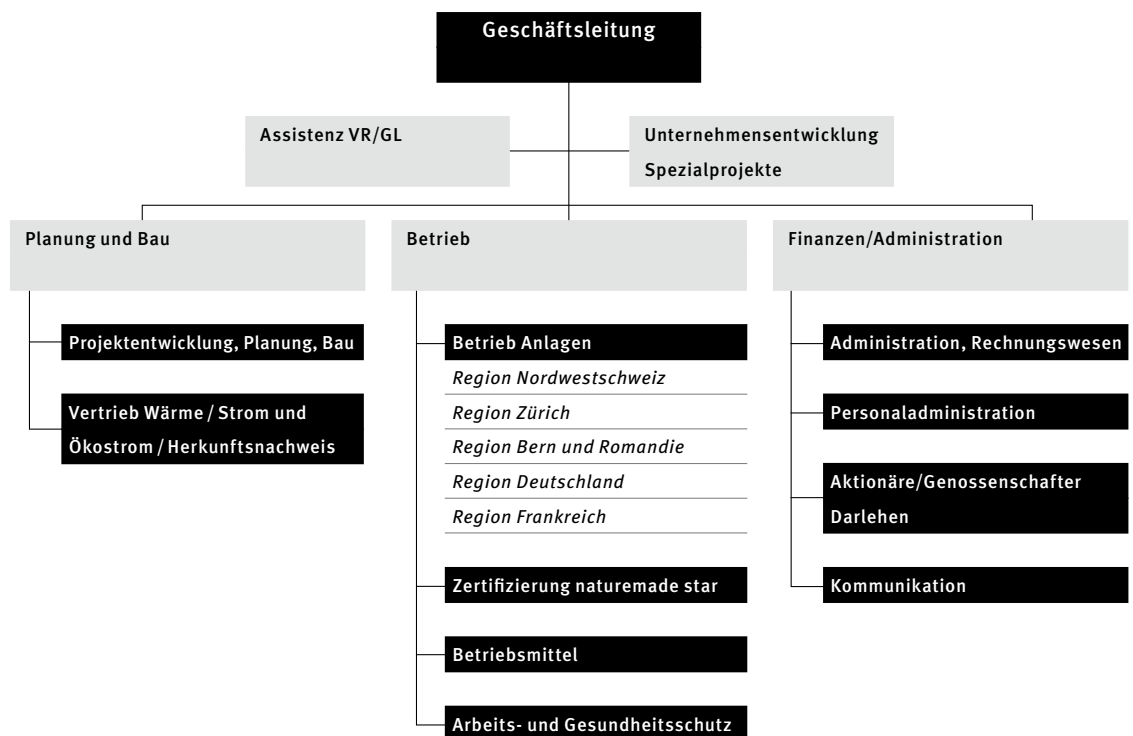 Geschäftsleitung
Assistenz VR/GL
Unternehmensentwicklung
Spezialprojekte
Planung und Bau
Projektentwicklung, Planung, Bau
Vertrieb Wärme / Strom und
Ökostrom / Herkunftsnachweis
Betrieb
Betrieb Anlagen
Region Nordwestschweiz
Region Zürich
Region Bern und Romandie
Region Deutschland
Region Frankreich
Zertifizierung naturemade star
Betriebsmittel
Arbeits- und Gesundheitsschutz
Finanzen/Administration
Administration, Rechnungswesen
Personaladministration
Aktionäre/Genossenschafter
Darlehen
Kommunikation